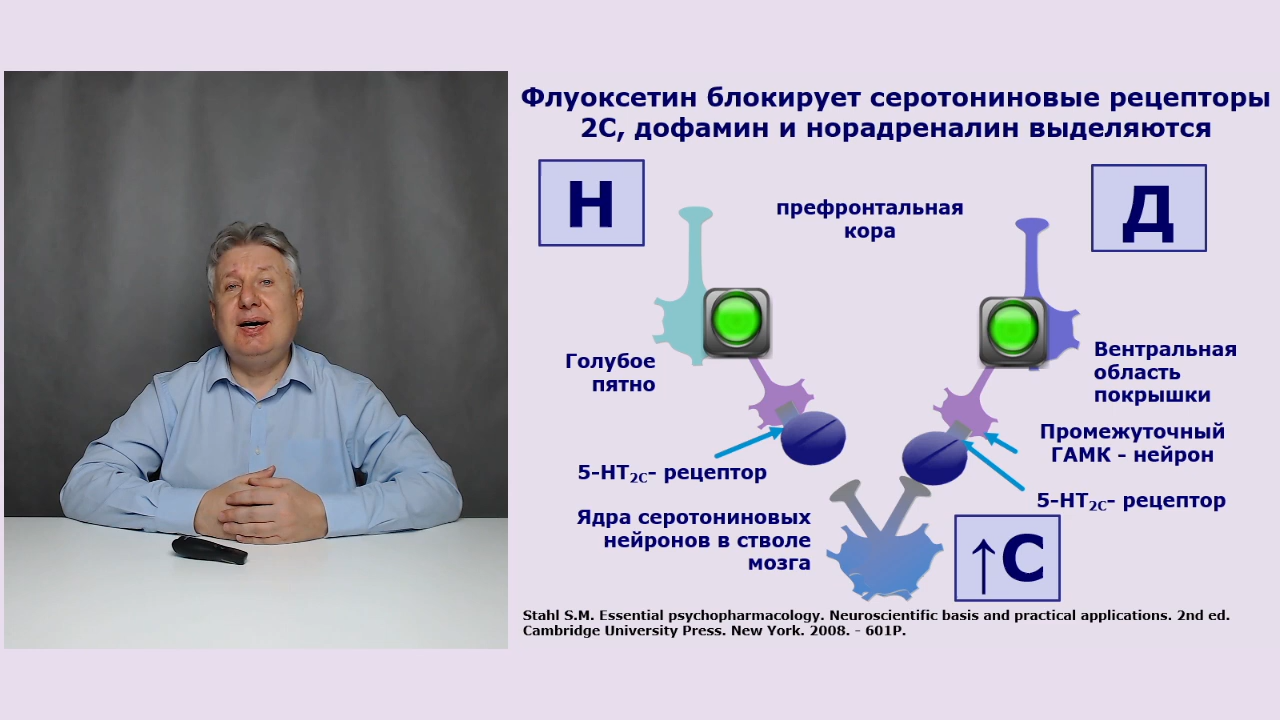 Флуоксетин блокирует серотониновые рецепторы
2С, дофамин и норадреналин выделяются
Н
префронтальная
кора
Д
Голубое
пятно
Вентральная
область
покрышки
Промежуточный
ГАМК - нейрон
5-HT2C- рецептор
5-HT2C- рецептор
Ядра серотониновых
нейронов в стволе
мозга
↑С
Stahl S.M. Essential psychopharmacology. Neuroscientific basis and practical applications. 2nd ed.
Cambridge University Press. New York. 2008. - 601P.